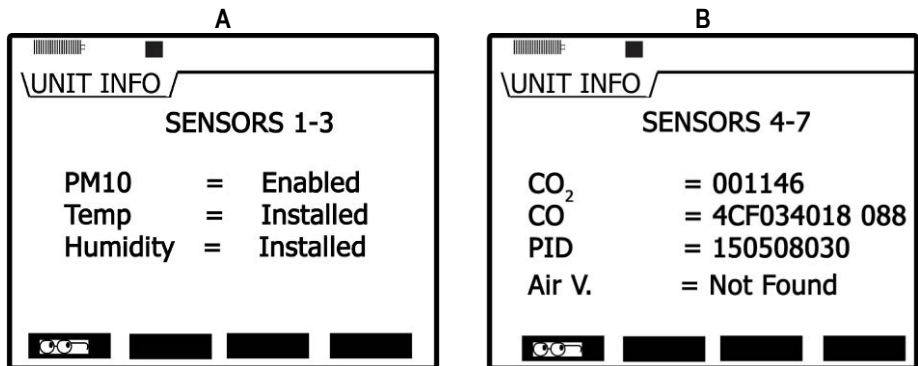 A
UNIT INFO
SENSORS 1-3
PM10 = Enabled
Temp = Installed
Humidity = Installed
B
UNIT INFO
SENSORS 4-7
CO₂ = 001146
CO = 4CF034018 088
PID = 150508030
Air V. = Not Found